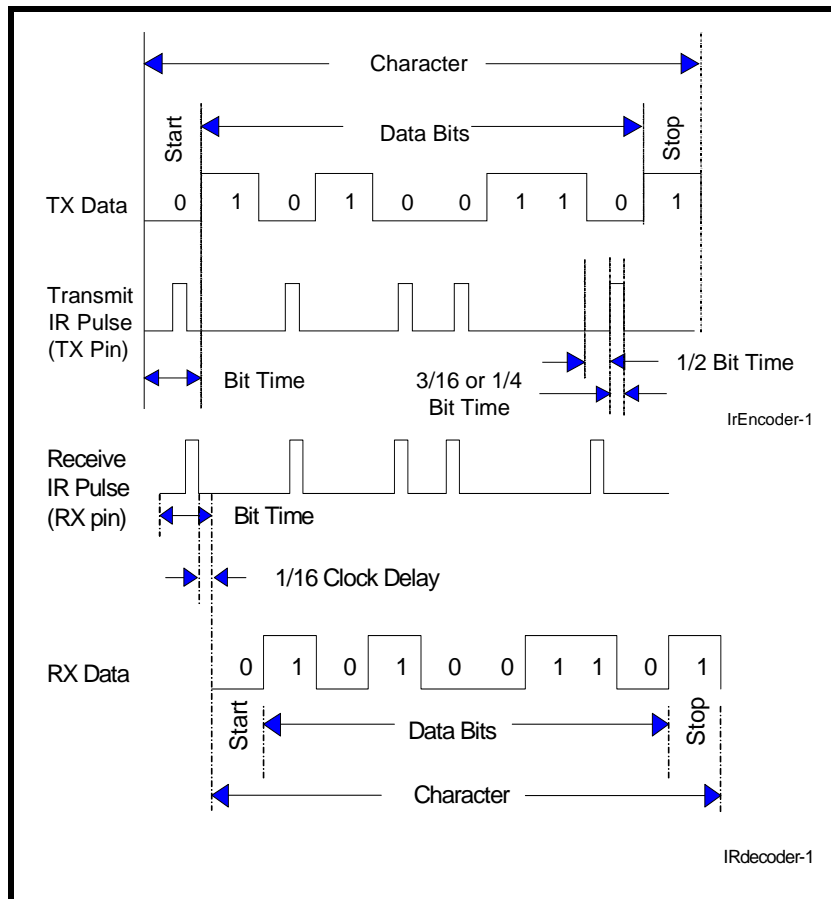 Character
Start
Data Bits
Stop
TX Data
0 1 0 1 0 0 1 1 0 1
Transmit
IR Pulse
(TX Pin)
Bit Time
3/16 or 1/4
Bit Time
1/2 Bit Time
IrEncoder-1
Receive
IR Pulse
(RX pin)
Bit Time
1/16 Clock Delay
RX Data
0 1 0 1 0 0 1 1 0 1
Start
Data Bits
Stop
Character
IRdecoder-1